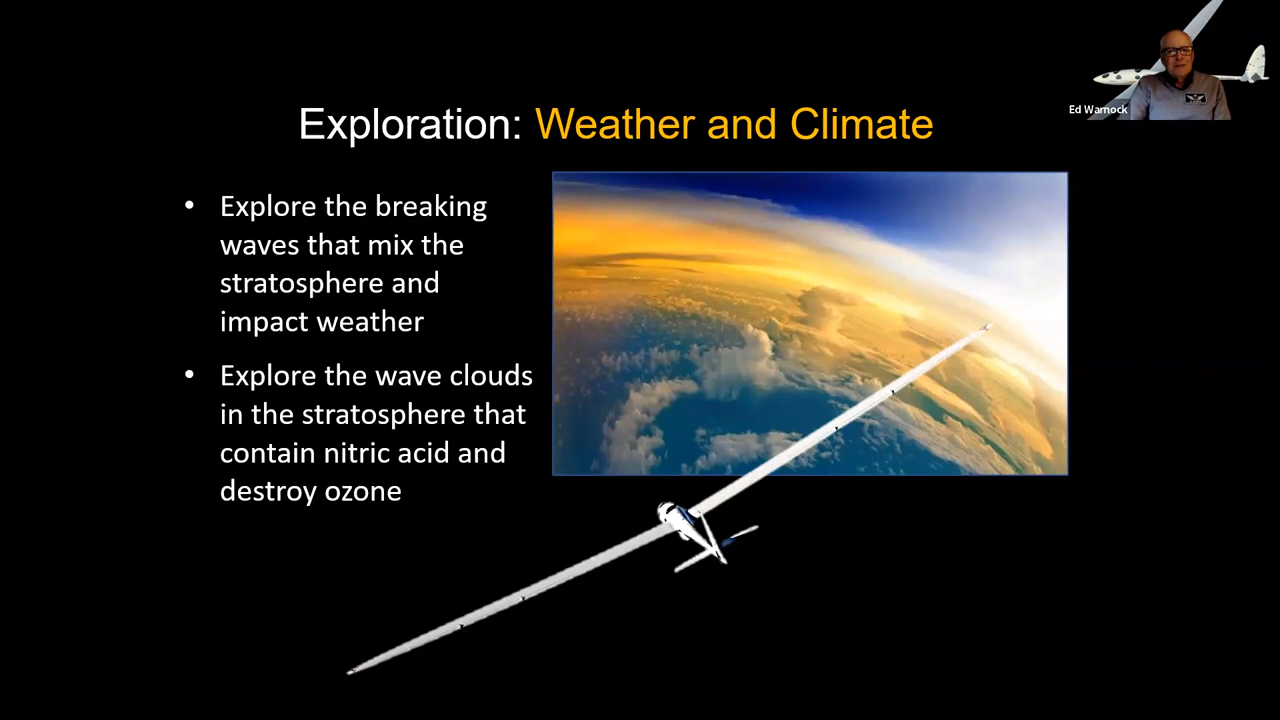 Ed Warnock
Exploration: Weather and Climate
• Explore the breaking
waves that mix the
stratosphere and
impact weather
• Explore the wave clouds
in the stratosphere that
contain nitric acid and
destroy ozone